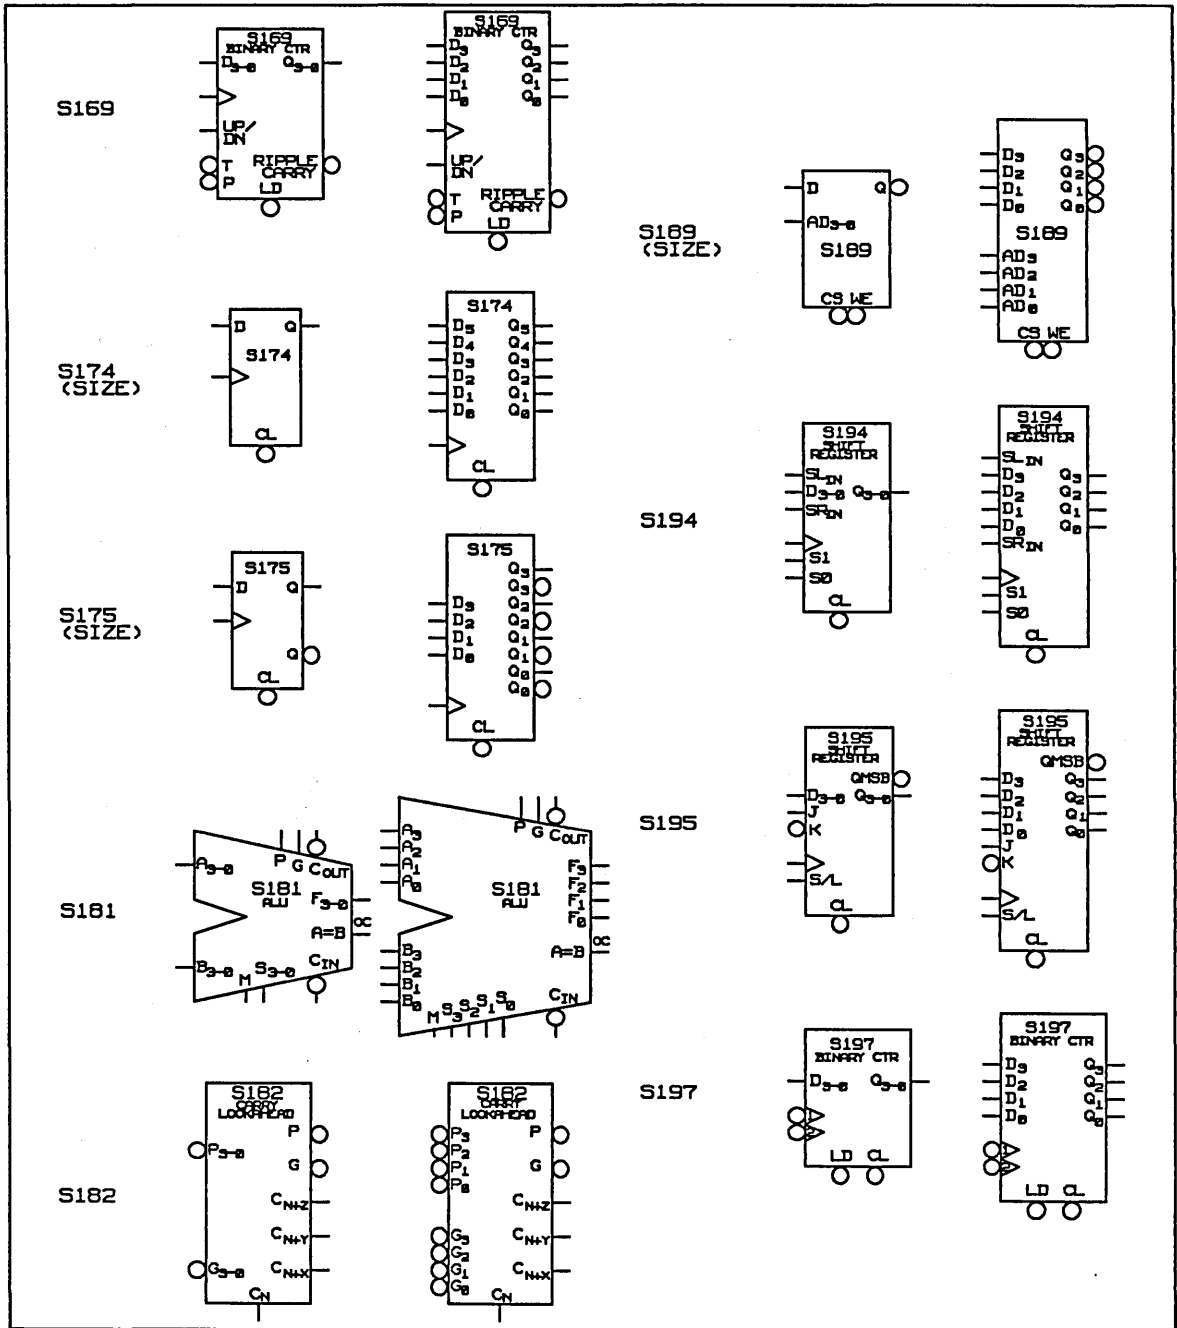 S169
S169
BINARY CTR
D3-0 Q3-0
UP/
DN
T RIPPLE
P CARRY
LD
S169
BINARY CTR
D3 Q3
D2 Q2
D1 Q1
D0 Q0
UP/
DN
T RIPPLE
P CARRY
LD
S174
(SIZE)
D Q
S174
CL
S174
D5 Q5
D4 Q4
D3 Q3
D2 Q2
D1 Q1
D0 Q0
CL
S175
(SIZE)
S175
D Q
Q
CL
S175
Q3
Q3
D3 Q2
D2 Q2
D1 Q1
D0 Q1
Q0
Q0
CL
S181
P G COUT
A3-0
S181
ALU
F3-0
OC
A=B
B3-0 M S3-0 CIN
P G COUT
A3
A2
A1
A0
S181
ALU
F3
F2
F1
F0
OC
A=B
B3
B2
B1
B0
M S3 S2 S1 S0 CIN
S182
S182
CARRY
LOOKAHEAD
P
P3-0
G
CN+Z
CN+Y
G3-0 CN+X
CN
S182
CARRY
LOOKAHEAD
P3 P
P2
P1 G
P0
CN+Z
G3 CN+Y
G2
G1 CN+X
G0
CN
S189
(SIZE)
D Q
AD3-0
S189
CS WE
D3 Q3
D2 Q2
D1 Q1
D0 Q0
S189
AD3
AD2
AD1
AD0
CS WE
S194
S194
SHIFT
REGISTER
SLIN
D3-0 Q3-0
SRIN
S1
S0
CL
S194
SHIFT
REGISTER
SLIN
D3 Q3
D2 Q2
D1 Q1
D0 Q0
SRIN
S1
S0
CL
S195
S195
SHIFT
REGISTER
QMSB
D3-0 Q3-0
J
K
S/L
CL
S195
SHIFT
REGISTER
QMSB
D3 Q3
D2 Q2
D1 Q1
D0 Q0
J
K
S/L
CL
S197
S197
BINARY CTR
D3-0 Q3-0
1
2
LD CL
S197
BINARY CTR
D3 Q3
D2 Q2
D1 Q1
D0 Q0
1
2
LD CL